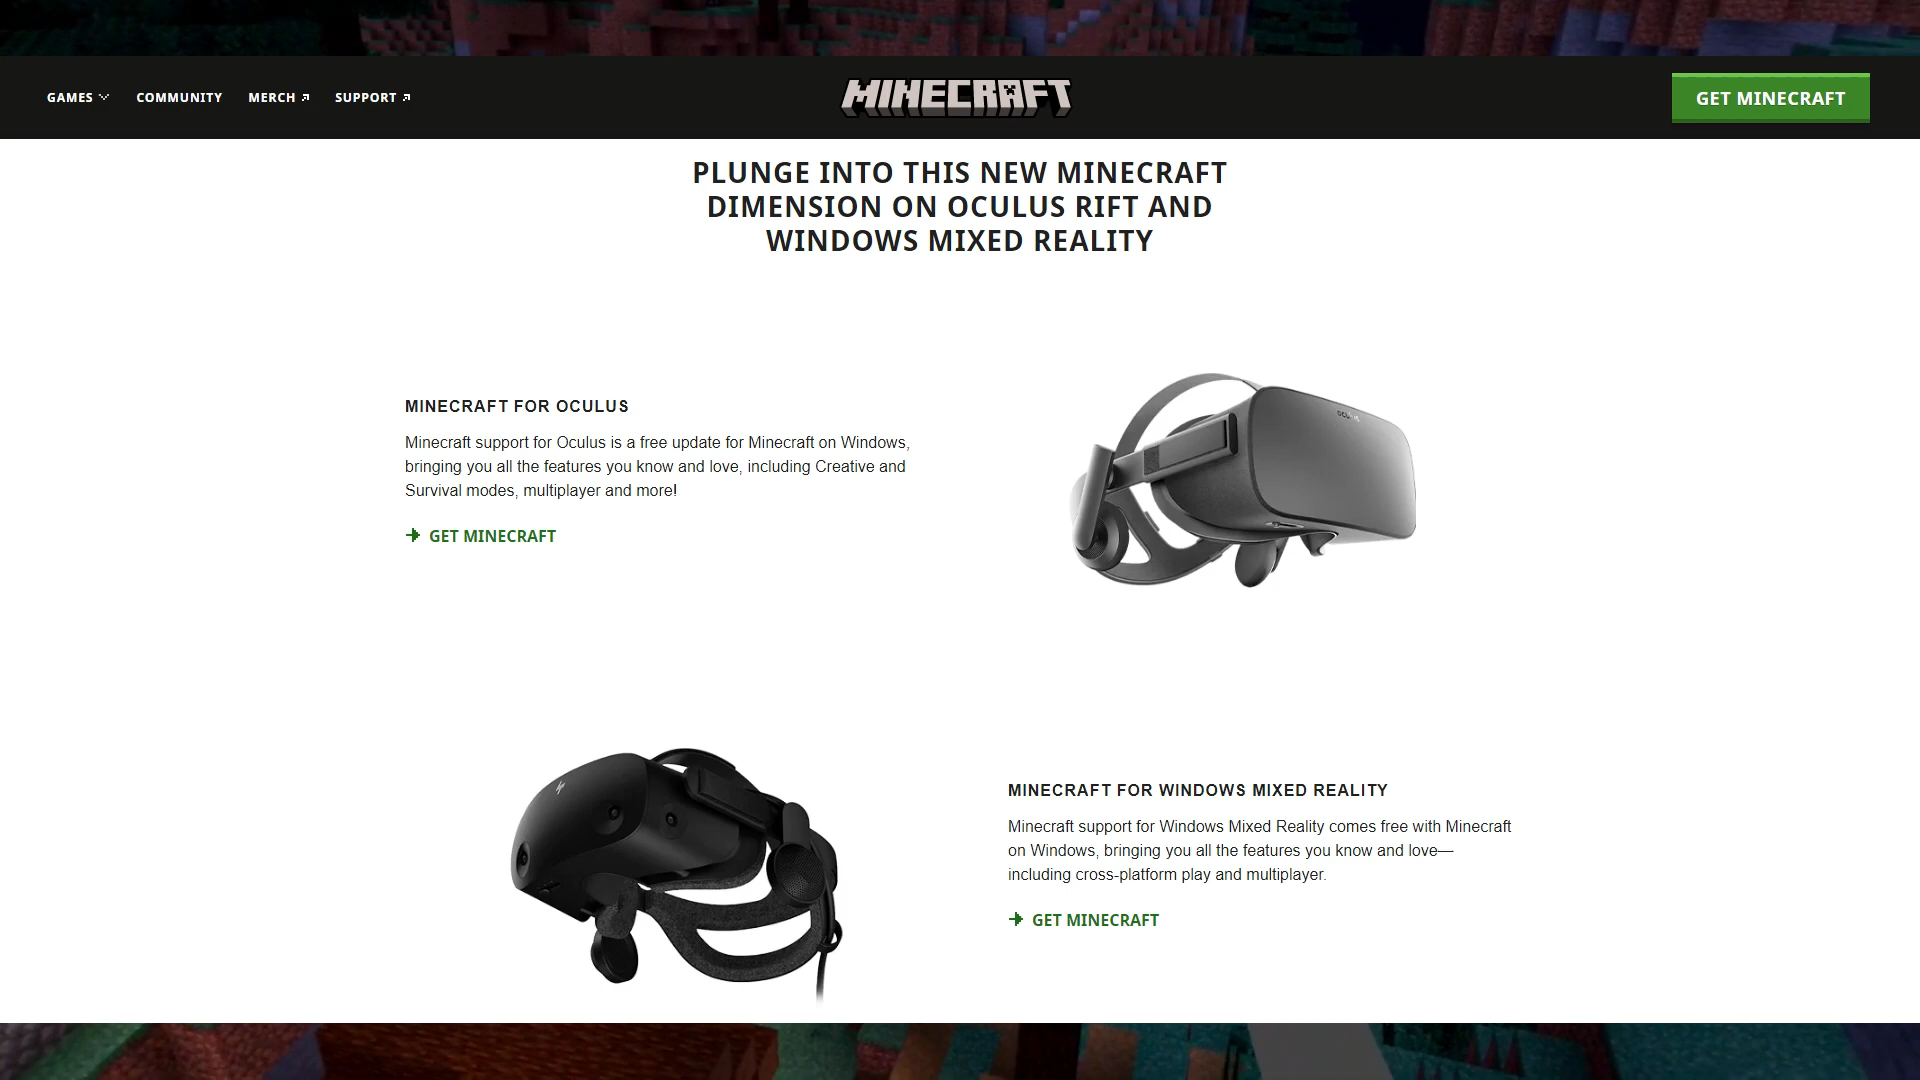 GAMES COMMUNITY MERCH SUPPORT MINECRAFT GET MINECRAFT
PLUNGE INTO THIS NEW MINECRAFT
DIMENSION ON OCULUS RIFT AND
WINDOWS MIXED REALITY
MINECRAFT FOR OCULUS
Minecraft support for Oculus is a free update for Minecraft on Windows,
bringing you all the features you know and love, including Creative and
Survival modes, multiplayer and more!
GET MINECRAFT
oculus
MINECRAFT FOR WINDOWS MIXED REALITY
Minecraft support for Windows Mixed Reality comes free with Minecraft
on Windows, bringing you all the features you know and love—
including cross-platform play and multiplayer.
GET MINECRAFT